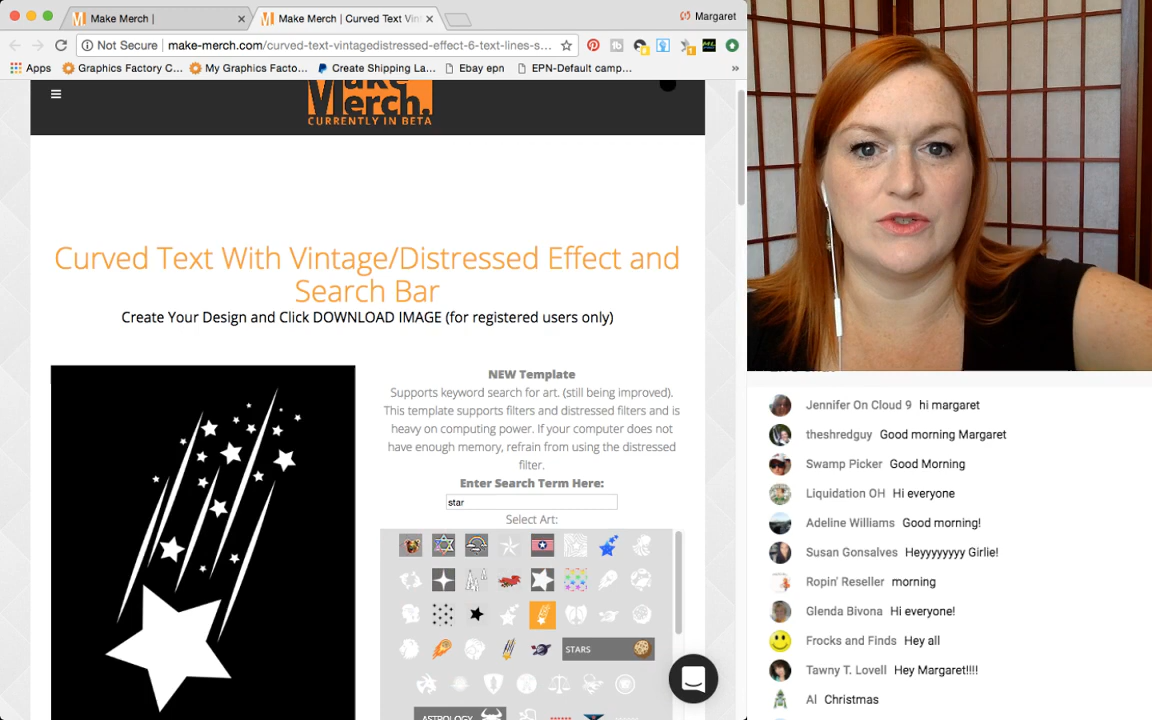 Make Merch |
Make Merch | Curved Text Vin
Margaret
Not Secure
make-merch.com/curved-text-vintagedistressed-effect-6-text-lines-s...
Apps
Graphics Factory C...
My Graphics Facto...
Create Shipping La...
Ebay epn
EPN-Default camp...
»
Make
Merch.
CURRENTLY IN BETA
Curved Text With Vintage/Distressed Effect and
Search Bar
Create Your Design and Click DOWNLOAD IMAGE (for registered users only)
NEW Template
Supports keyword search for art. (still being improved).
This template supports filters and distressed filters and is
heavy on computing power. If your computer does not
have enough memory, refrain from using the distressed
filter.
Enter Search Term Here:
star
Select Art:
STARS
ASTROLOGY
Jennifer On Cloud 9 hi margaret
theshredguy Good morning Margaret
Swamp Picker Good Morning
Liquidation OH Hi everyone
Adeline Williams Good morning!
Susan Gonsalves Heyyyyyyy Girlie!
Ropin' Reseller morning
Glenda Bivona Hi everyone!
Frocks and Finds Hey all
Tawny T. Lovell Hey Margaret!!!!
Al Christmas